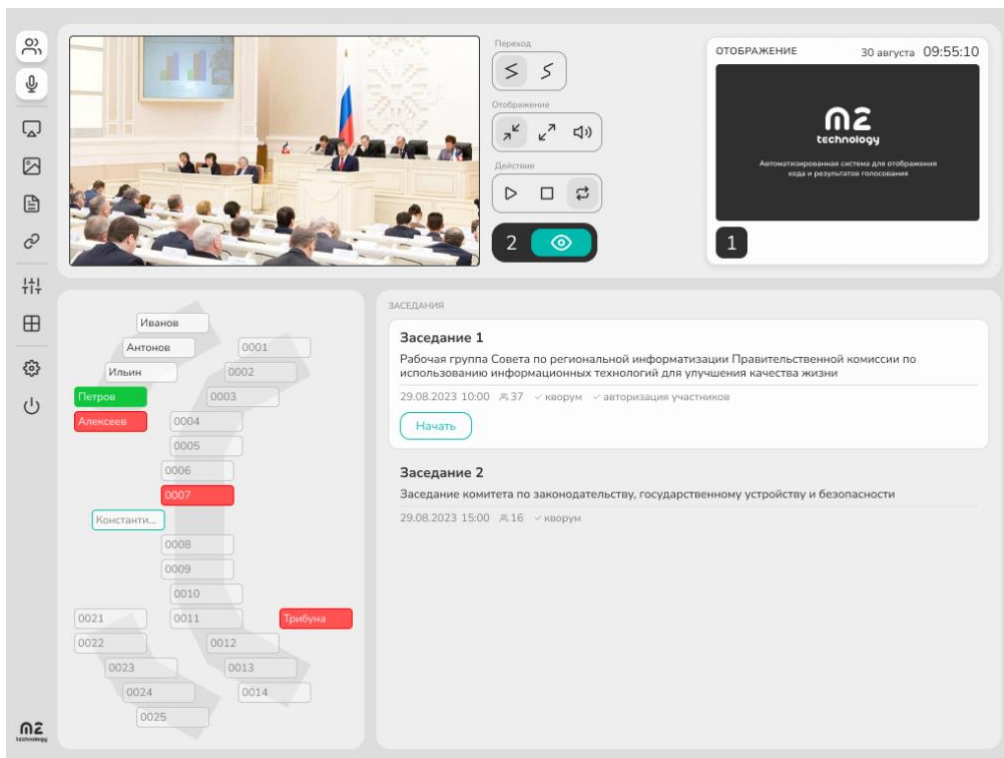 Переход
Отображение
Действие
2
ОТОБРАЖЕНИЕ
30 августа 09:55:10
M2
technology
Автоматизированная система для отображения
хода и результатов голосования
1
Иванов
Антонов
0001
Ильин
0002
Петров
0003
Алексеев
0004
0005
0006
0007
Константи...
0008
0009
0010
0021
0011
Трибуна
0022
0012
0023
0013
0024
0014
0025
ЗАСЕДАНИЯ
Заседание 1
Рабочая группа Совета по региональной информатизации Правительственной комиссии по
использованию информационных технологий для улучшения качества жизни
29.08.2023 10:00 37 кворум авторизация участников
Начать
Заседание 2
Заседание комитета по законодательству, государственному устройству и безопасности
29.08.2023 15:00 16 кворум
M2
technology